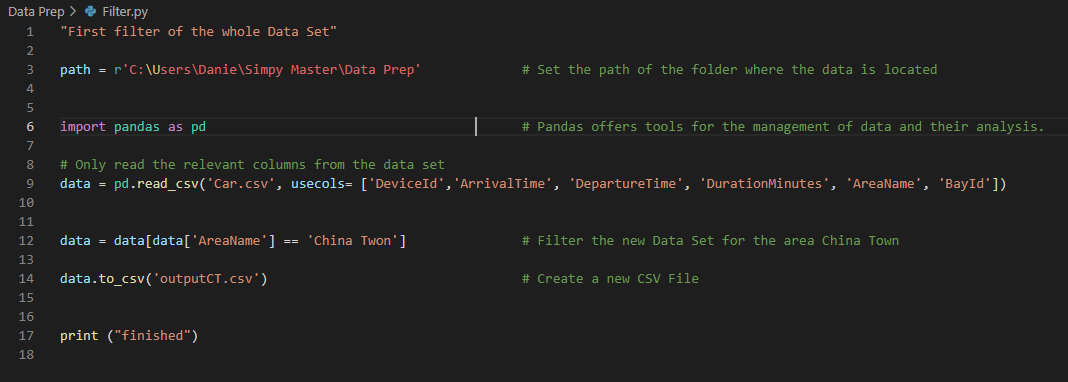 Data Prep > Filter.py
1 "First filter of the whole Data Set"
2
3 path = r'C:\Users\Danie\Simpy Master\Data Prep' # Set the path of the folder where the data is located
4
5
6 import pandas as pd # Pandas offers tools for the management of data and their analysis.
7
8 # Only read the relevant columns from the data set
9 data = pd.read_csv('Car.csv', usecols= ['DeviceId','ArrivalTime', 'DepartureTime', 'DurationMinutes', 'AreaName', 'BayId'])
10
11
12 data = data[data['AreaName'] == 'China Twon'] # Filter the new Data Set for the area China Town
13
14 data.to_csv('outputCT.csv') # Create a new CSV File
15
16
17 print ("finished")
18